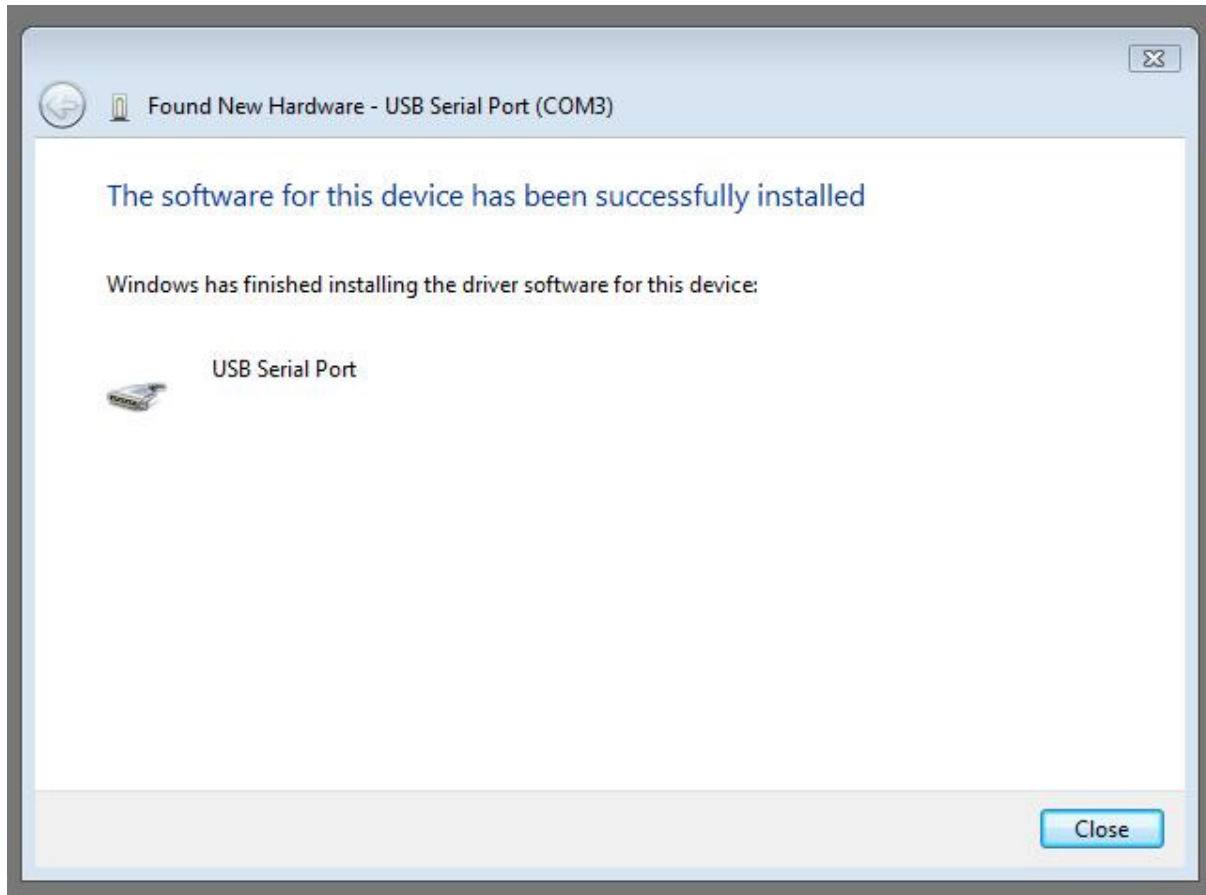 Found New Hardware - USB Serial Port (COM3)
The software for this device has been successfully installed
Windows has finished installing the driver software for this device:
USB Serial Port
Close